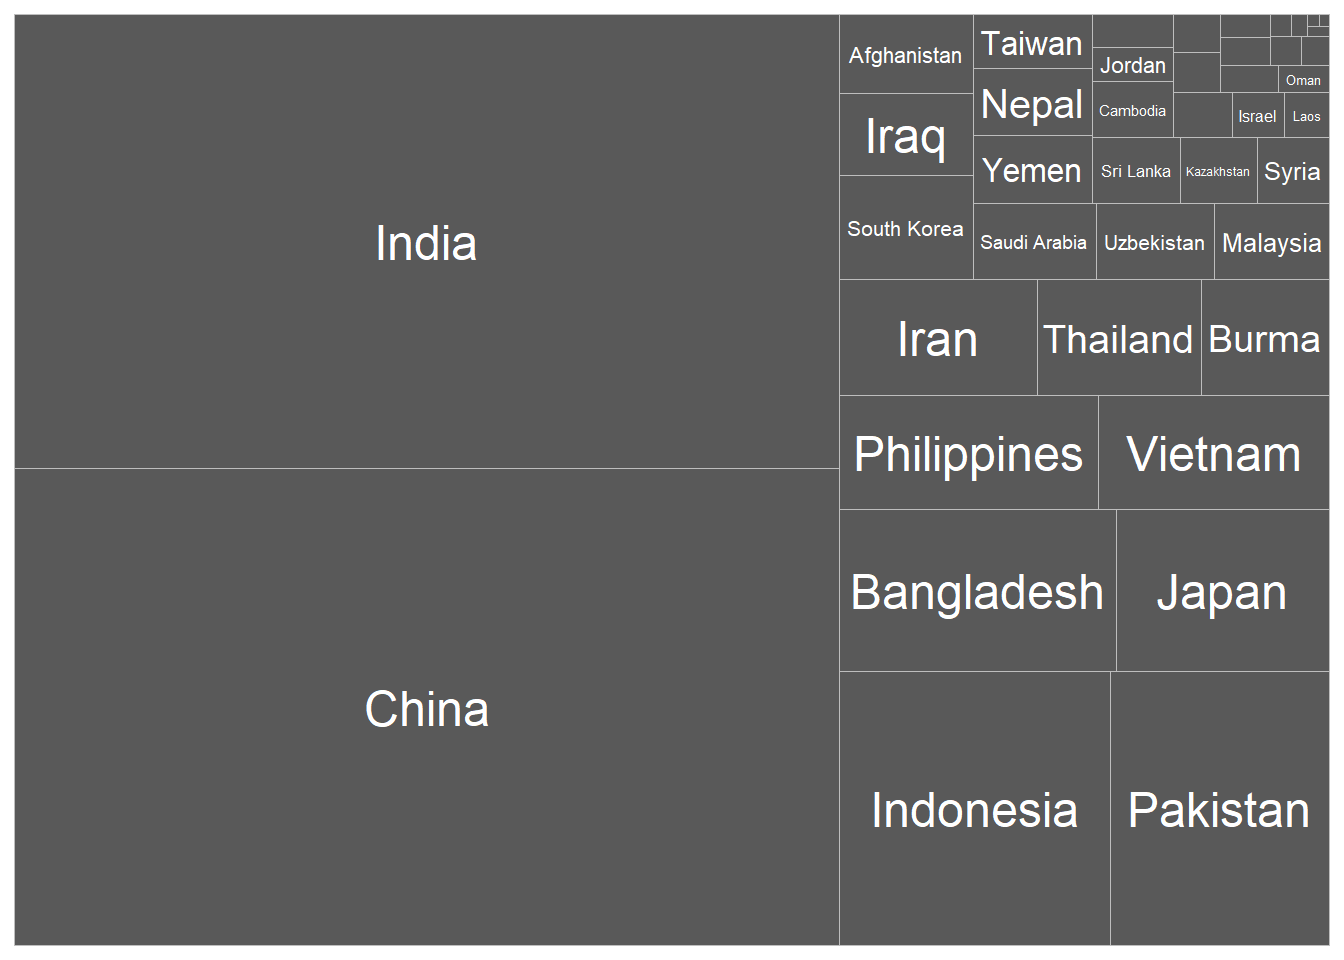 India
China
Afghanistan
Iraq
South Korea
Taiwan
Nepal
Yemen
Jordan
Cambodia
Oman
Israel
Laos
Sri Lanka
Kazakhstan
Syria
Saudi Arabia
Uzbekistan
Malaysia
Iran
Thailand
Burma
Philippines
Vietnam
Bangladesh
Japan
Indonesia
Pakistan